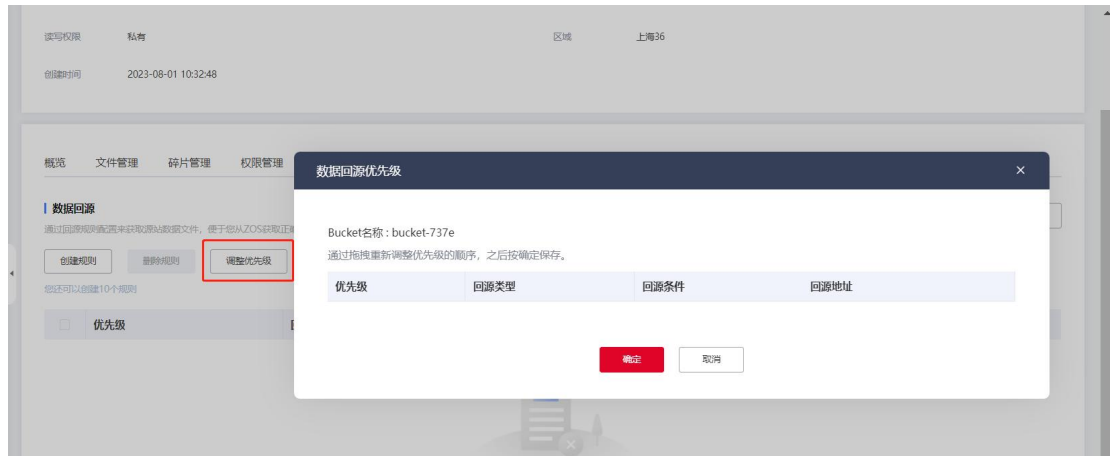 读写权限 私有 区域 上海36
创建时间 2023-08-01 10:32:48
概览 文件管理 碎片管理 权限管理
数据回源优先级 ×
数据回源
通过回源规则配置来获取源站数据文件，便于您从ZOS获取正
Bucket名称 : bucket-737e
通过拖拽重新调整优先级的顺序，之后按确定保存。
创建规则 删除规则 调整优先级
优先级 回源类型 回源条件 回源地址
您还可以创建10个规则
优先级
确定 取消